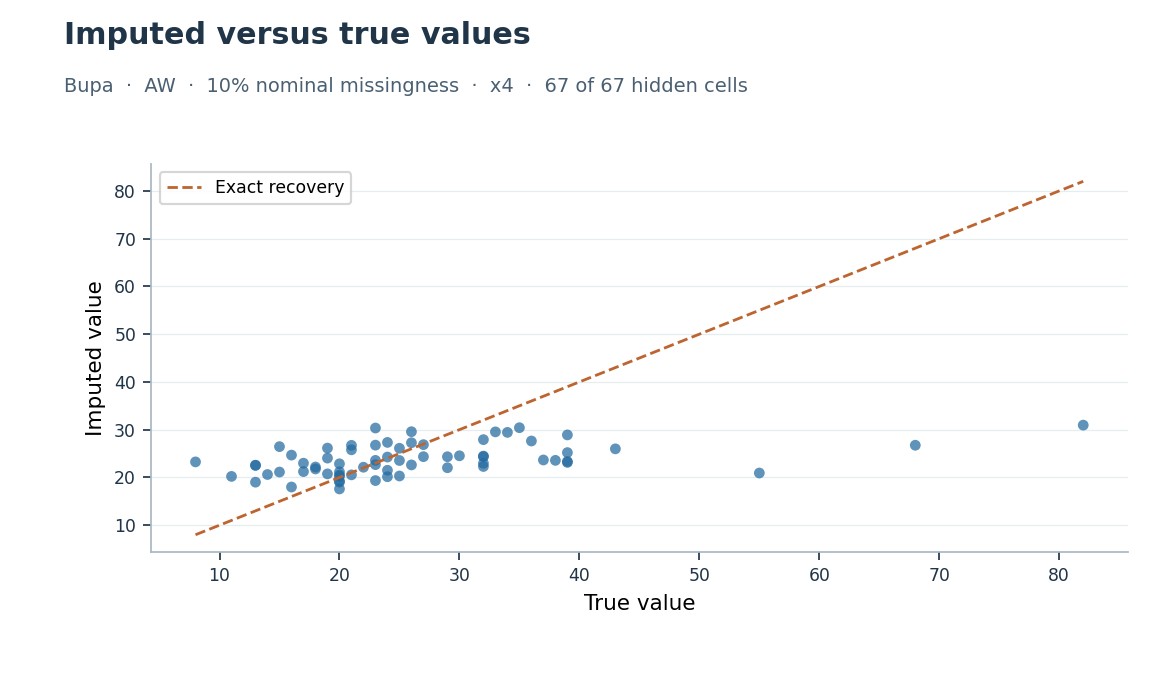 Imputed versus true values
Bupa · AW · 10% nominal missingness · x4 · 67 of 67 hidden cells
Exact recovery
80
70
60
50
40
30
20
10
Imputed value
10 20 30 40 50 60 70 80
True value